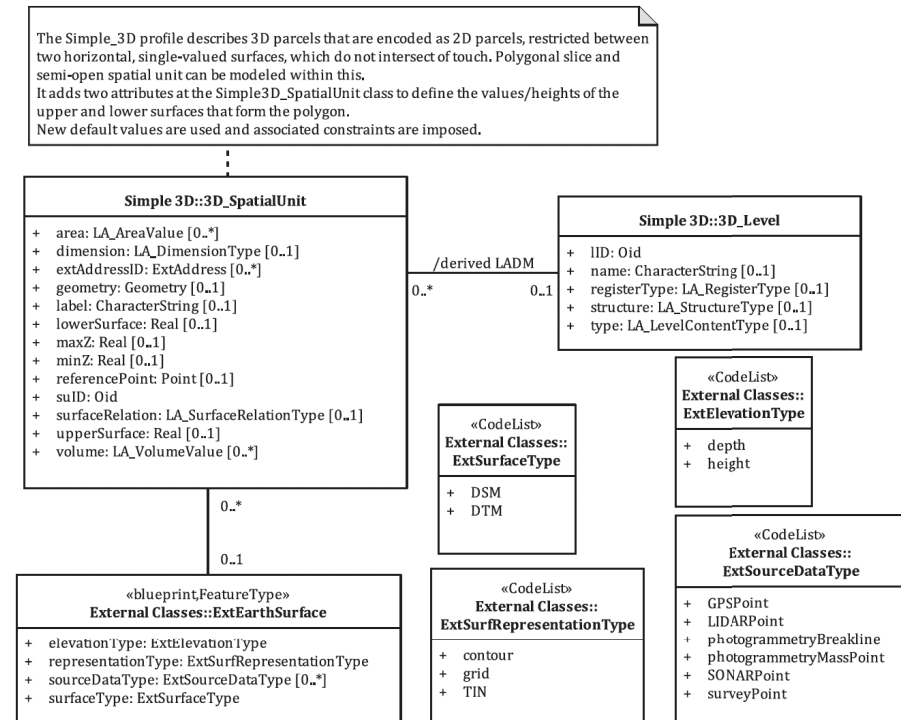 The Simple_3D profile describes 3D parcels that are encoded as 2D parcels, restricted between
two horizontal, single-valued surfaces, which do not intersect of touch. Polygonal slice and
semi-open spatial unit can be modeled within this.
It adds two attributes at the Simple3D_SpatialUnit class to define the values/heights of the
upper and lower surfaces that form the polygon.
New default values are used and associated constraints are imposed.
Simple 3D::3D_SpatialUnit
+ area: LA_AreaValue [0..*]
+ dimension: LA_DimensionType [0..1]
+ extAddressID: ExtAddress [0..*]
+ geometry: Geometry [0..1]
+ label: CharacterString [0..1]
+ lowerSurface: Real [0..1]
+ maxZ: Real [0..1]
+ minZ: Real [0..1]
+ referencePoint: Point [0..1]
+ suID: Oid
+ surfaceRelation: LA_SurfaceRelationType [0..1]
+ upperSurface: Real [0..1]
+ volume: LA_VolumeValue [0..*]
/derived LADM
0..* 0..1
Simple 3D::3D_Level
+ lID: Oid
+ name: CharacterString [0..1]
+ registerType: LA_RegisterType [0..1]
+ structure: LA_StructureType [0..1]
+ type: LA_LevelContentType [0..1]
«CodeList»
External Classes::
ExtElevationType
+ depth
+ height
«CodeList»
External Classes::
ExtSurfaceType
+ DSM
+ DTM
0..*
0..1
«blueprint,FeatureType»
External Classes::ExtEarthSurface
+ elevationType: ExtElevationType
+ representationType: ExtSurfRepresentationType
+ sourceDataType: ExtSourceDataType [0..*]
+ surfaceType: ExtSurfaceType
«CodeList»
External Classes::
ExtSurfRepresentationType
+ contour
+ grid
+ TIN
«CodeList»
External Classes::
ExtSourceDataType
+ GPSPoint
+ LIDARPoint
+ photogrammetryBreakline
+ photogrammetryMassPoint
+ SONARPoint
+ surveyPoint